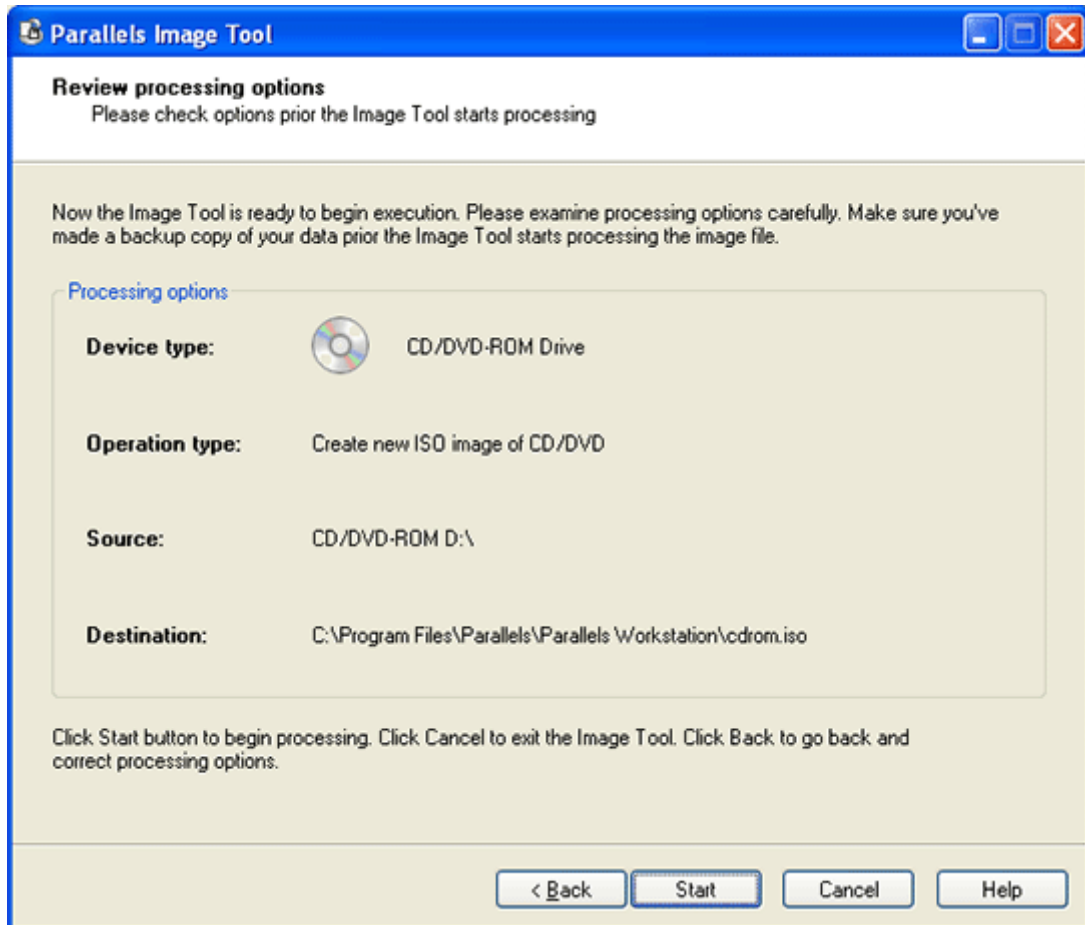 Parallels Image Tool
Review processing options
Please check options prior the Image Tool starts processing
Now the Image Tool is ready to begin execution. Please examine processing options carefully. Make sure you've
made a backup copy of your data prior the Image Tool starts processing the image file.
Processing options
Device type: CD/DVD-ROM Drive
Operation type: Create new ISO image of CD/DVD
Source: CD/DVD-ROM D:\
Destination: C:\Program Files\Parallels\Parallels Workstation\cdrom.iso
Click Start button to begin processing. Click Cancel to exit the Image Tool. Click Back to go back and
correct processing options.
< Back Start Cancel Help